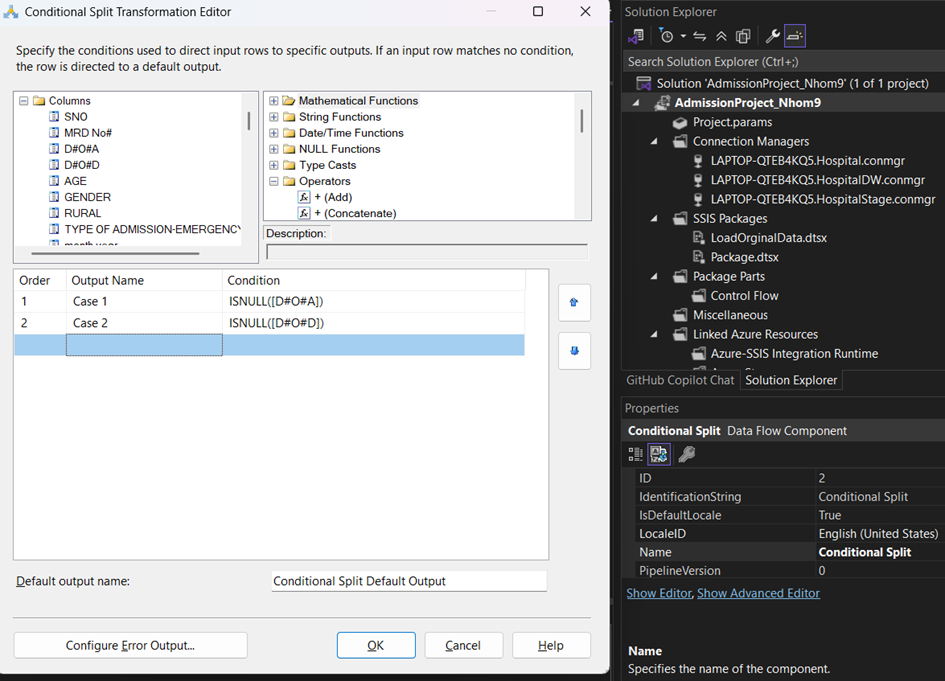 Conditional Split Transformation Editor
Specify the conditions used to direct input rows to specific outputs. If an input row matches no condition,
the row is directed to a default output.
Columns
SNO
MRD No#
D#O#A
D#O#D
AGE
GENDER
RURAL
TYPE OF ADMISSION-EMERGENCY
month year
Mathematical Functions
String Functions
Date/Time Functions
NULL Functions
Type Casts
Operators
+ (Add)
+ (Concatenate)
Description:
Order Output Name Condition
1 Case 1 ISNULL([D#O#A])
2 Case 2 ISNULL([D#O#D])
Default output name: Conditional Split Default Output
Configure Error Output... OK Cancel Help
Solution Explorer
Search Solution Explorer (Ctrl+;)
Solution 'AdmissionProject_Nhom9' (1 of 1 project)
AdmissionProject_Nhom9
Project.params
Connection Managers
LAPTOP-QTEB4KQ5.Hospital.conmgr
LAPTOP-QTEB4KQ5.HospitalDW.conmgr
LAPTOP-QTEB4KQ5.HospitalStage.conmgr
SSIS Packages
LoadOrginalData.dtsx
Package.dtsx
Package Parts
Control Flow
Miscellaneous
Linked Azure Resources
Azure-SSIS Integration Runtime
GitHub Copilot Chat Solution Explorer
Properties
Conditional Split Data Flow Component
ID 2
IdentificationString Conditional Split
IsDefaultLocale True
LocaleID English (United States)
Name Conditional Split
PipelineVersion 0
Show Editor, Show Advanced Editor
Name
Specifies the name of the component.